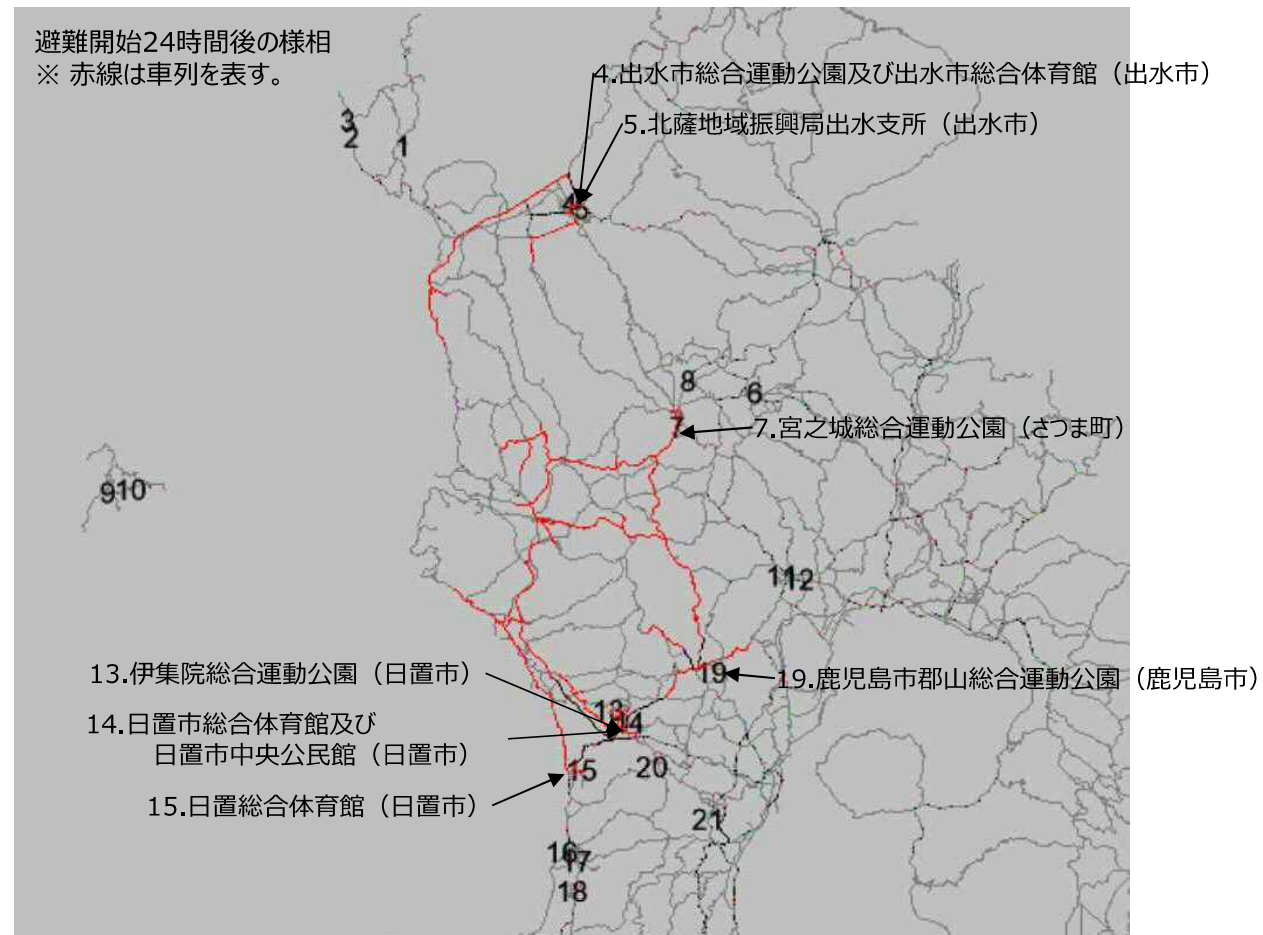 避難開始24時間後の様相
※ 赤線は車列を表す。
4.出水市総合運動公園及び出水市総合体育館（出水市）
5.北薩地域振興局出水支所（出水市）
3
2
1
45
8
6
7
7.宮之城総合運動公園（さつま町）
910
1112
13.伊集院総合運動公園（日置市）
19
19.鹿児島市郡山総合運動公園（鹿児島市）
13
14
14.日置市総合体育館及び
日置市中央公民館（日置市）
15
20
15.日置総合体育館（日置市）
21
16
17
18